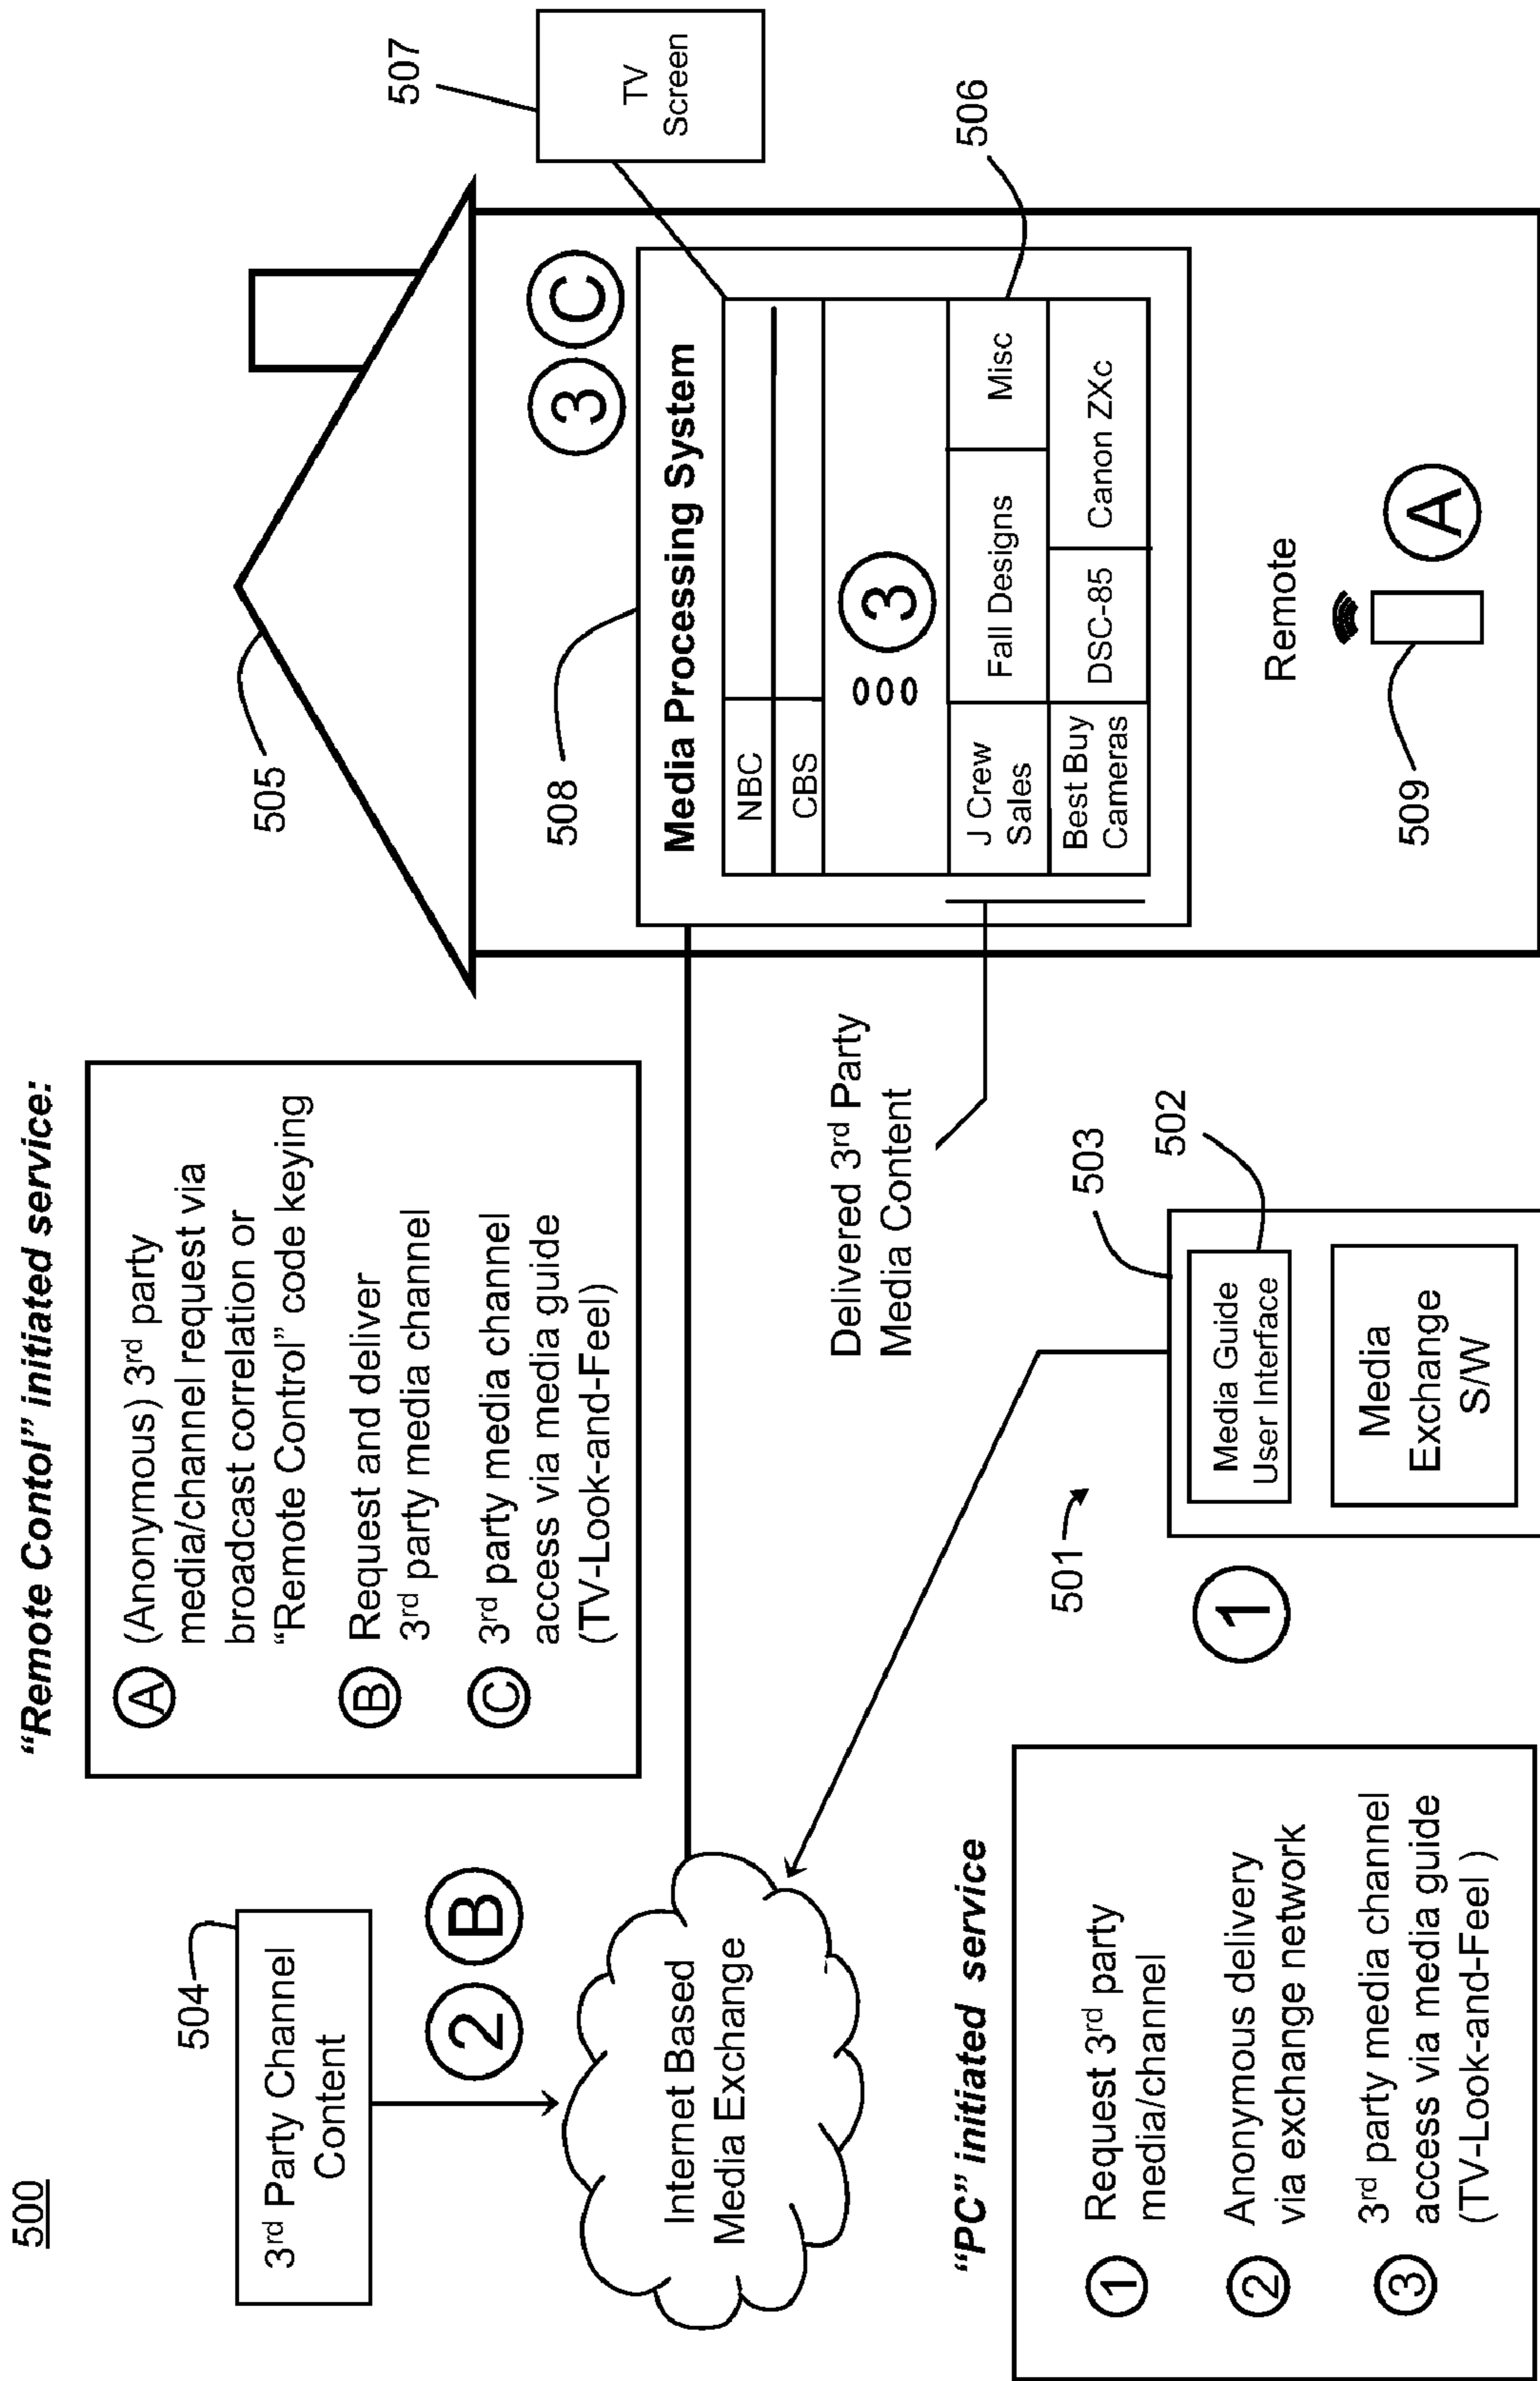 500
"Remote Contol" initiated service:
A
(Anonymous) 3rd party
media/channel request via
broadcast correlation or
"Remote Control" code keying
B
Request and deliver
3rd party media channel
C
3rd party media channel
access via media guide
(TV-Look-and-Feel)
504
3rd Party Channel
Content
2
B
Internet Based
Media Exchange
"PC" initiated service
1
Request 3rd party
media/channel
2
Anonymous delivery
via exchange network
3
3rd party media channel
access via media guide
(TV-Look-and-Feel )
1
501
503
502
Media Guide
User Interface
Media
Exchange
S/W
Delivered 3rd Party
Media Content
505
507
TV
Screen
3
C
508
Media Processing System
NBC
CBS
3
506
J Crew
Sales
Fall Designs
Misc
Best Buy
Cameras
DSC-85
Canon ZXc
Remote
509
A